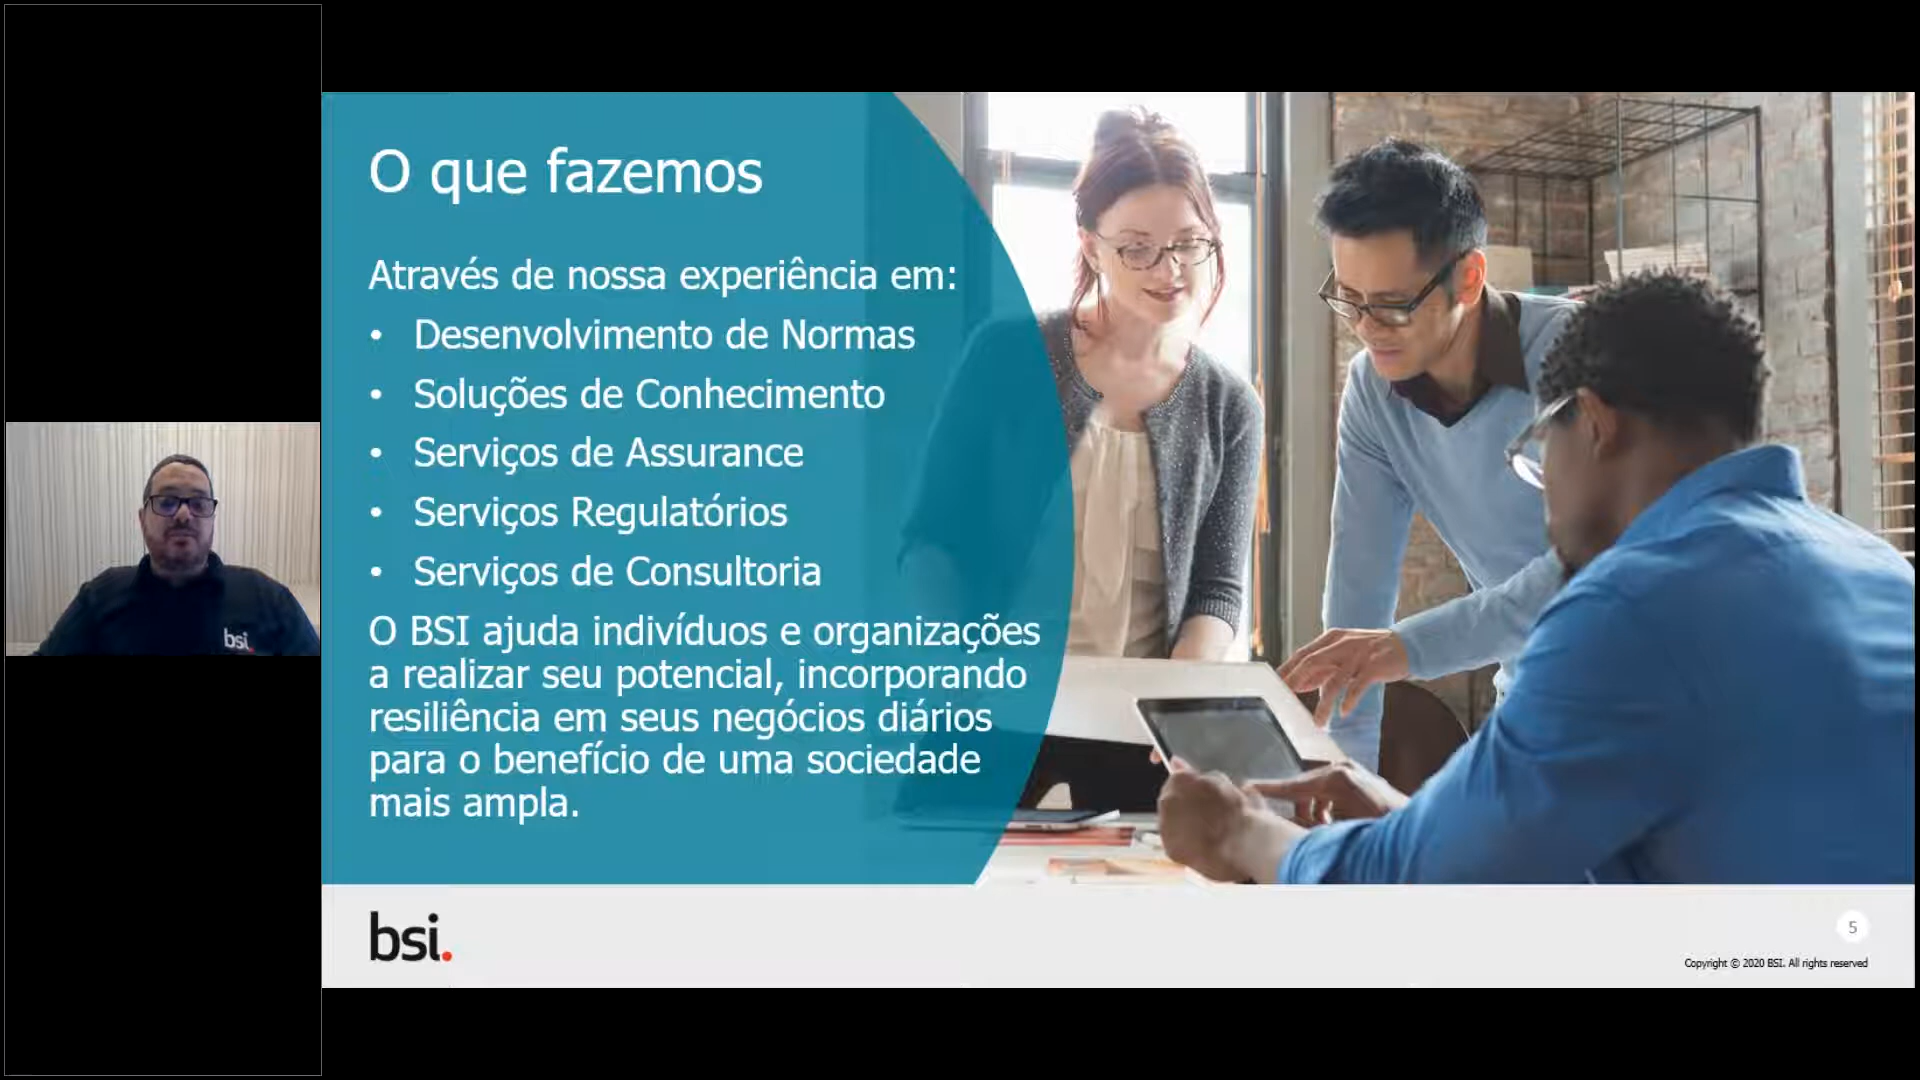 O que fazemos
Através de nossa experiência em:
• Desenvolvimento de Normas
• Soluções de Conhecimento
• Serviços de Assurance
• Serviços Regulatórios
• Serviços de Consultoria
O BSI ajuda indivíduos e organizações
a realizar seu potencial, incorporando
resiliência em seus negócios diários
para o benefício de uma sociedade
mais ampla.
bsi.
bsi.
5
Copyright © 2020 BSI. All rights reserved